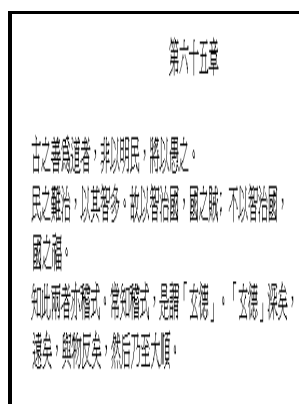 第六十五章
古之善爲道者，非以明民，將以愚之。
民之難治，以其智多。故以智治國，國之賊；不以智治國，
國之福。
知此兩者亦稽式。常知稽式，是謂「玄德」。「玄德」深矣，
遠矣，與物反矣，然后乃至大順。